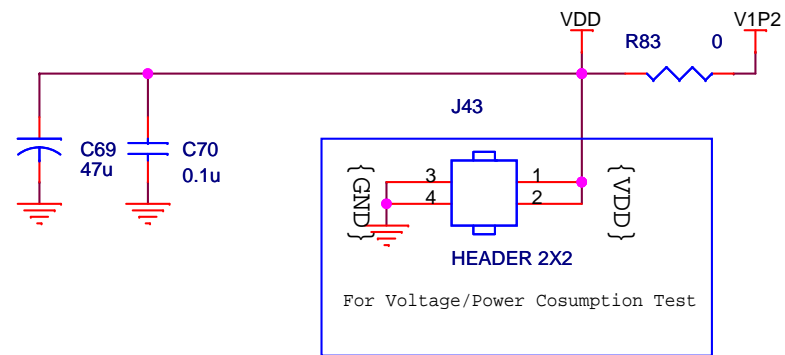 VDD
V1P2
R83 0
J43
C69
47u
C70
0.1u
{GND}
3
4
1
2
{VDD}
HEADER 2X2
For Voltage/Power Cosumption Test